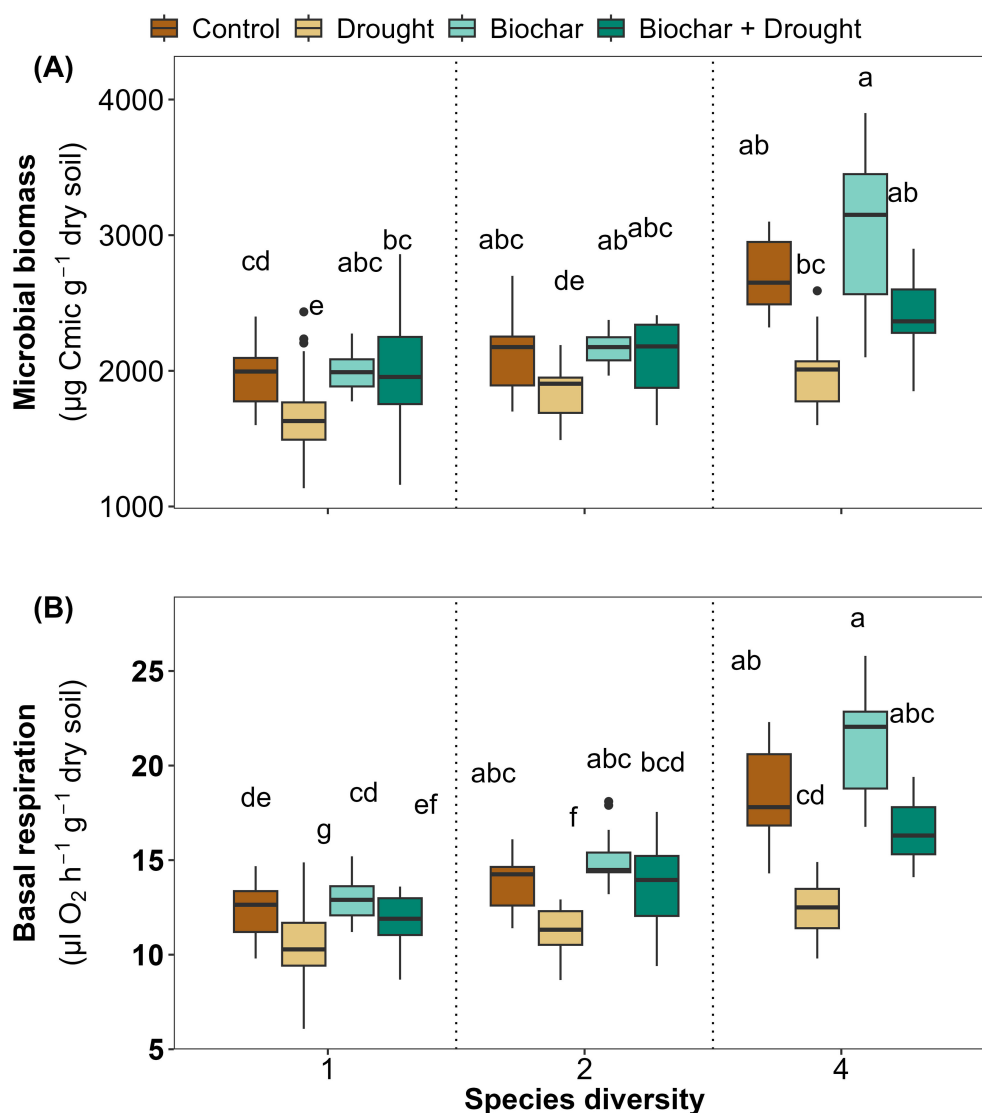 Control Drought Biochar Biochar + Drought
(A)
Microbial biomass
(µg Cmic g⁻¹ dry soil)
4000
3000
2000
1000
cd e abc bc
abc de ab abc
ab bc a ab
(B)
Basal respiration
(µl O₂ h⁻¹ g⁻¹ dry soil)
25
20
15
10
5
de g cd ef
abc f abc bcd
ab cd a abc
1 2 4
Species diversity